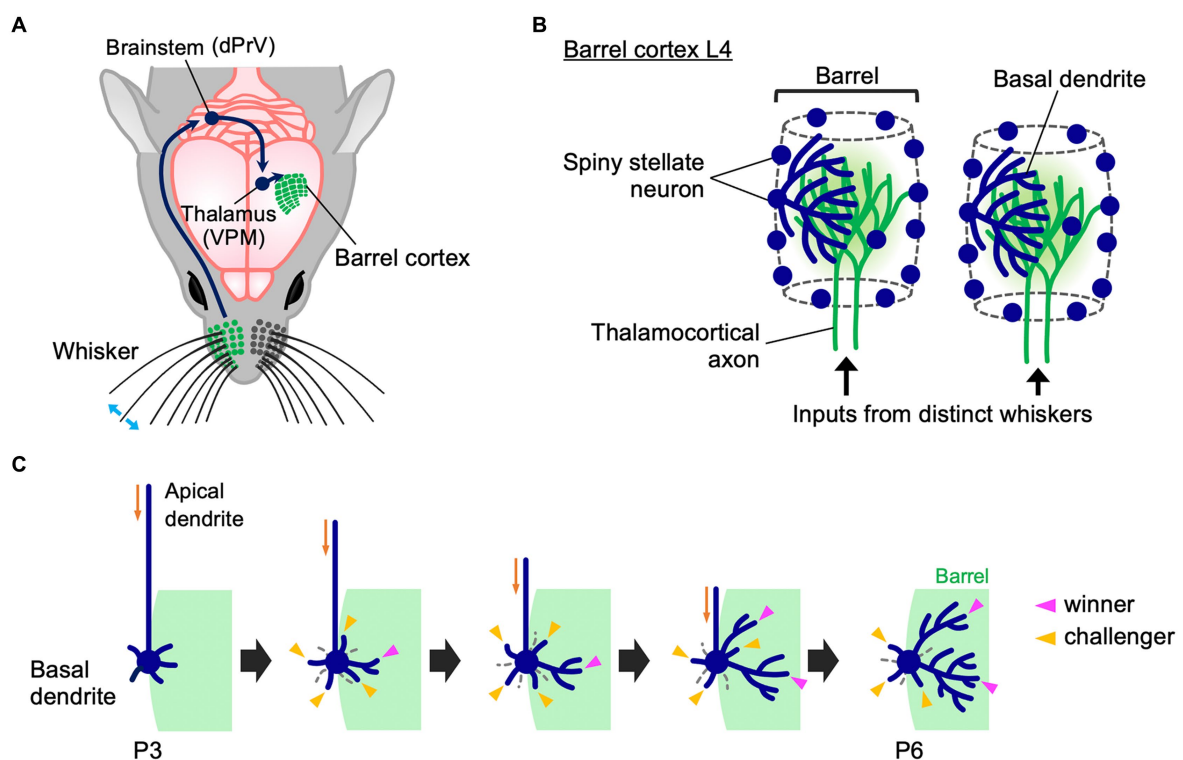 A
Brainstem (dPrV)
Thalamus
(VPM)
Barrel cortex
Whisker
B
Barrel cortex L4
Barrel
Basal dendrite
Spiny stellate
neuron
Thalamocortical
axon
Inputs from distinct whiskers
C
Apical
dendrite
Basal
dendrite
P3
Barrel
winner
challenger
P6